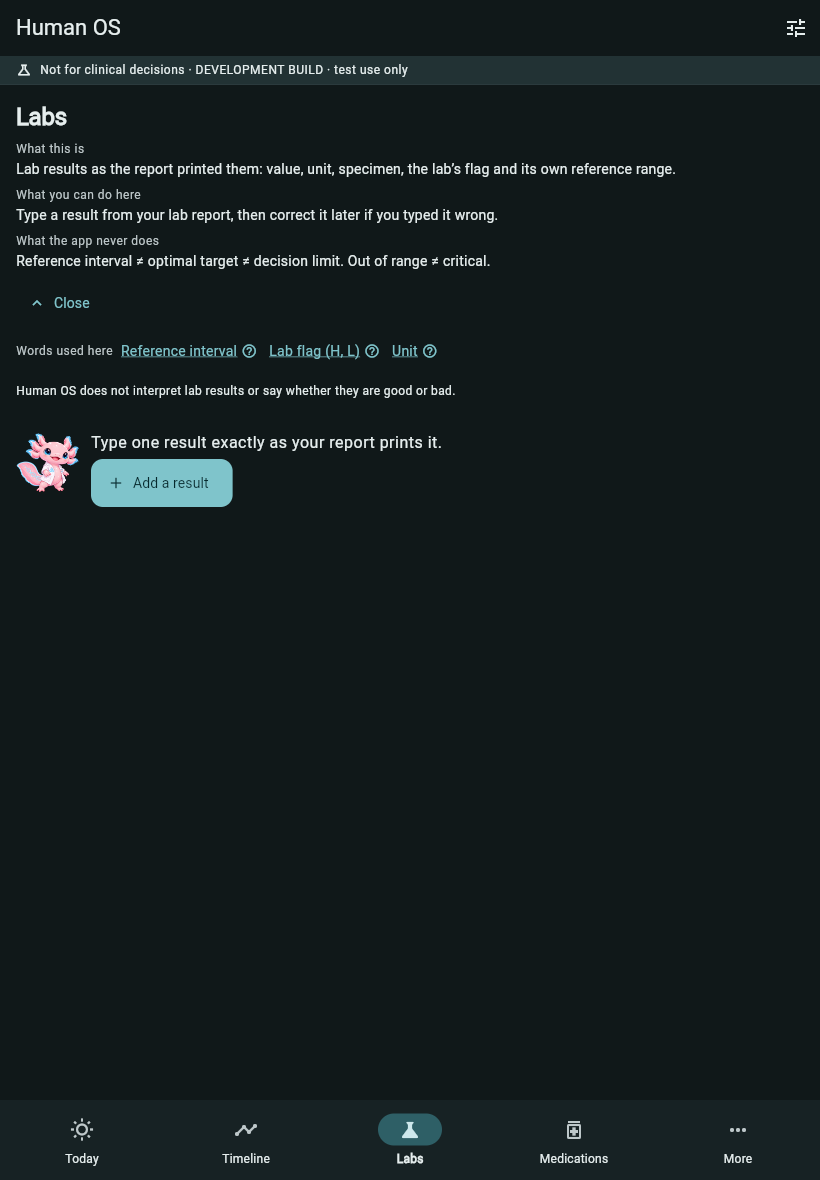 Human OS
Not for clinical decisions · DEVELOPMENT BUILD · test use only
Labs
What this is
Lab results as the report printed them: value, unit, specimen, the lab’s flag and its own reference range.
What you can do here
Type a result from your lab report, then correct it later if you typed it wrong.
What the app never does
Reference interval ≠ optimal target ≠ decision limit. Out of range ≠ critical.
Close
Words used here Reference interval Lab flag (H, L) Unit
Human OS does not interpret lab results or say whether they are good or bad.
Type one result exactly as your report prints it.
+ Add a result
Today Timeline Labs Medications More